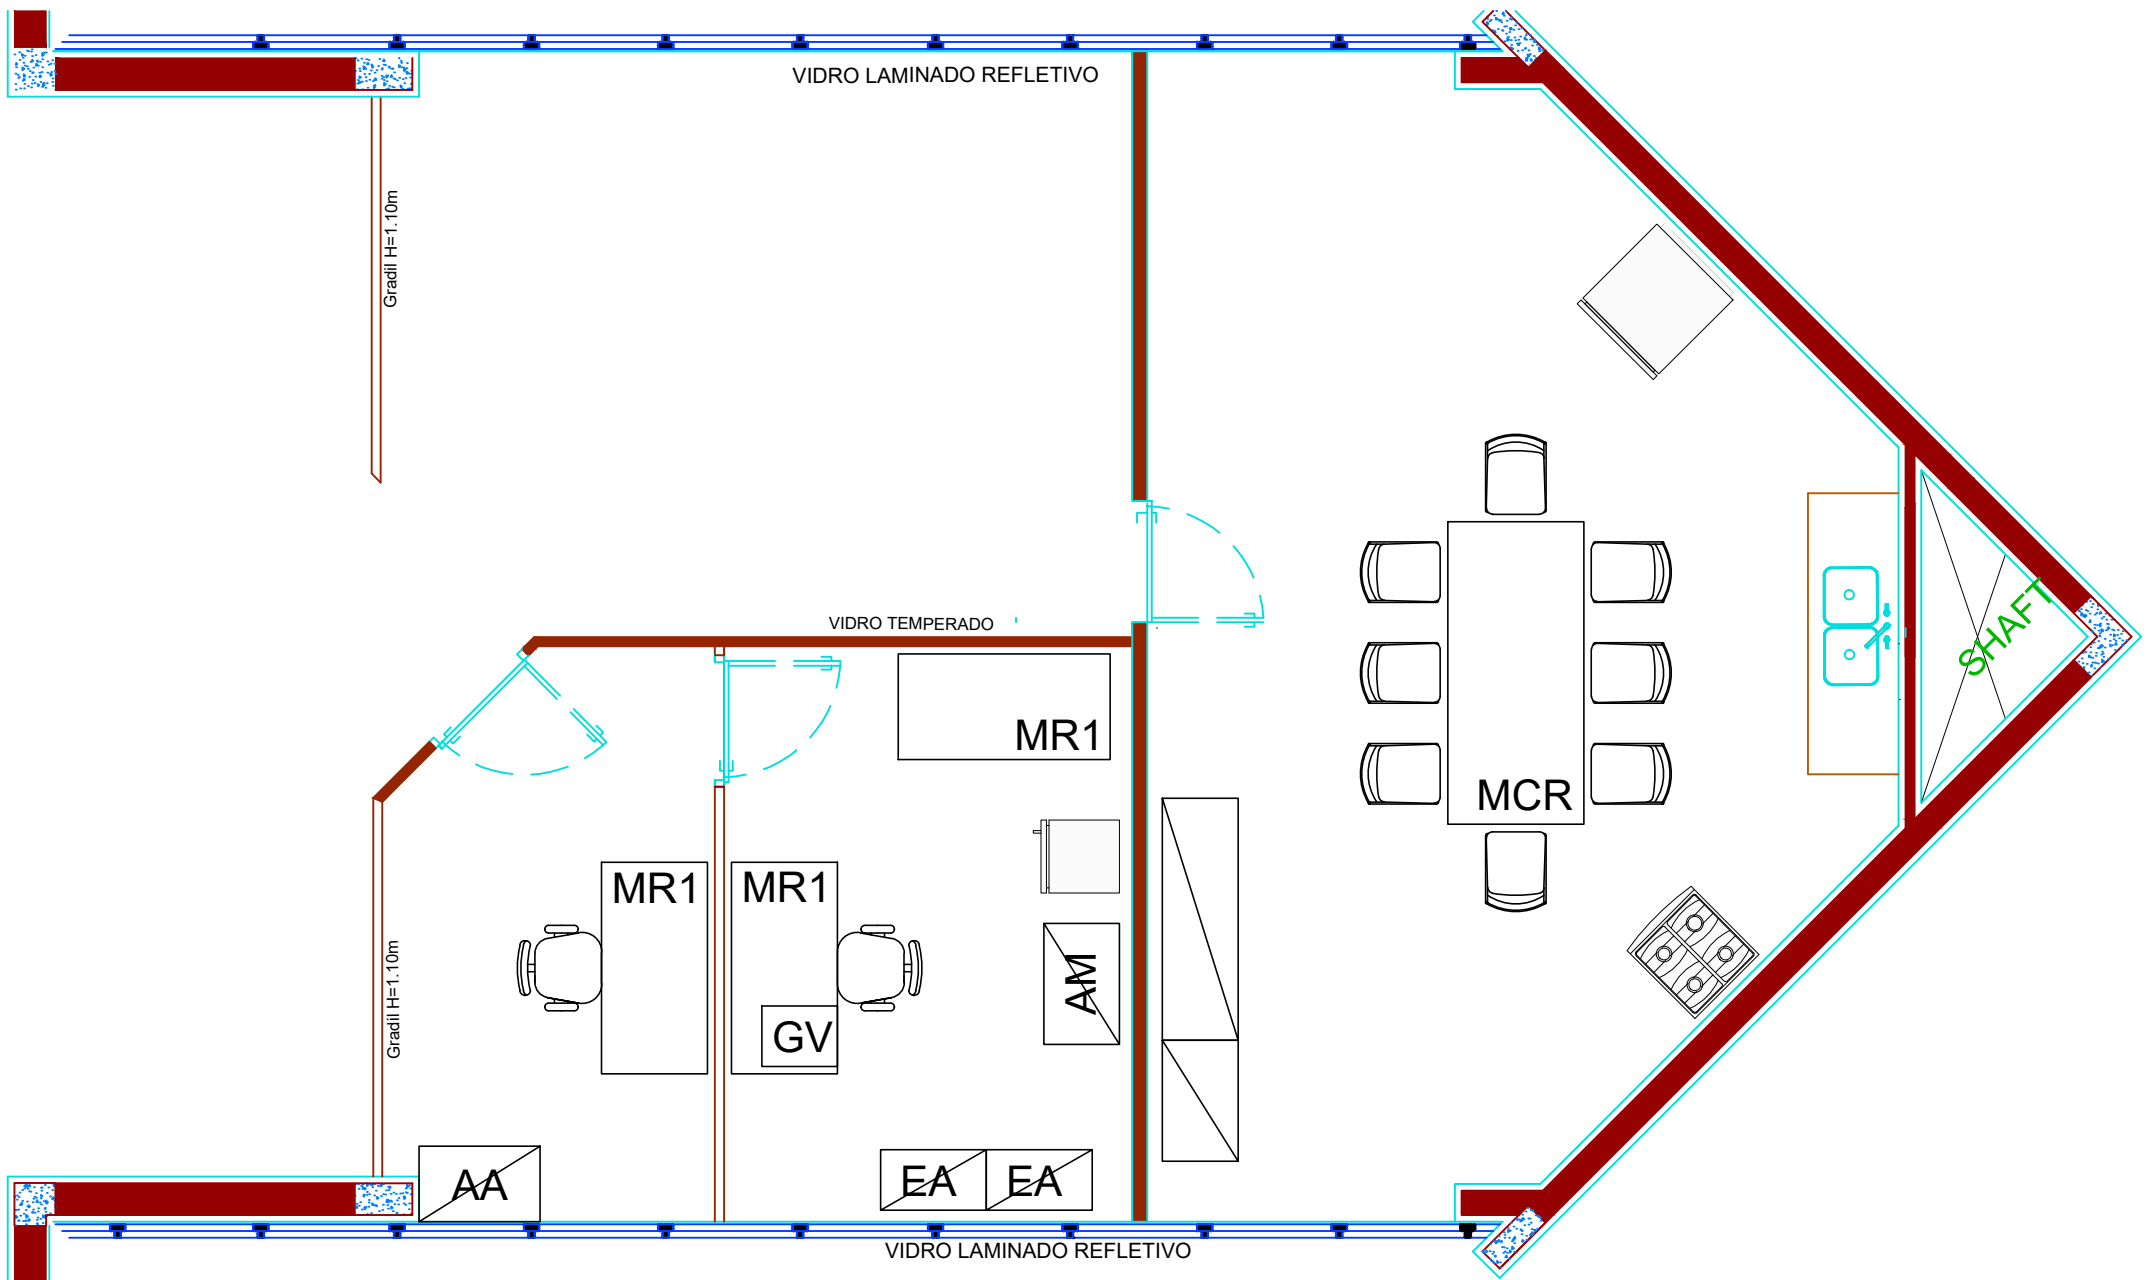 VIDRO LAMINADO REFLETIVO
Gradil H=1.10m
VIDRO TEMPERADO
SHAFT
MR1
MCR
MR1
MR1
AM
Gradil H=1.10m
GV
AA
EA
EA
VIDRO LAMINADO REFLETIVO